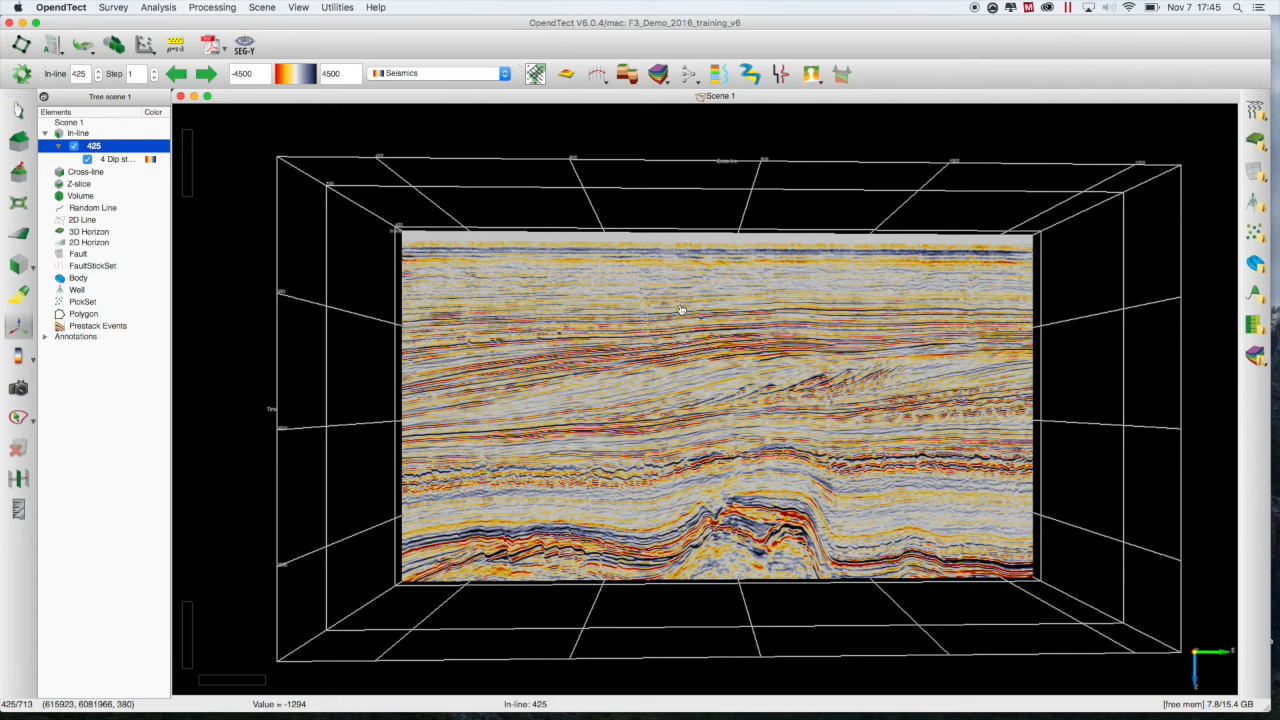 OpendTect Survey Analysis Processing Scene View Utilities Help Nov 7 17:45
OpendTect V6.0.4/mac: F3_Demo_2016_training_v6
ρ=ε·λ PDF SEG-Y
In-line 425 Step 1 -4500 4500 Seismics
Tree scene 1
Scene 1
Elements Color
Scene 1
In-line
425
4 Dip st...
Cross-line
Z-slice
Volume
Random Line
2D Line
3D Horizon
2D Horizon
Fault
FaultStickSet
Body
Well
PickSet
Polygon
Prestack Events
Annotations
Cross-line
Time
E
Z
425/713 (615923, 6081966, 380) Value = -1294 In-line: 425 [free mem] 7.8/15.4 GB